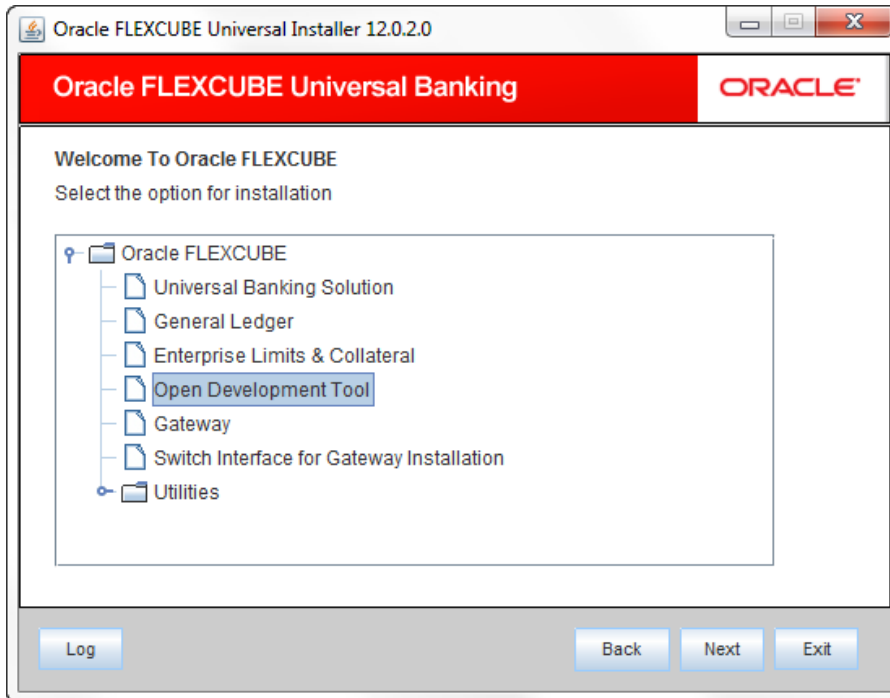 Oracle FLEXCUBE Universal Installer 12.0.2.0
Oracle FLEXCUBE Universal Banking
ORACLE
Welcome To Oracle FLEXCUBE
Select the option for installation
Oracle FLEXCUBE
Universal Banking Solution
General Ledger
Enterprise Limits & Collateral
Open Development Tool
Gateway
Switch Interface for Gateway Installation
Utilities
Log Back Next Exit